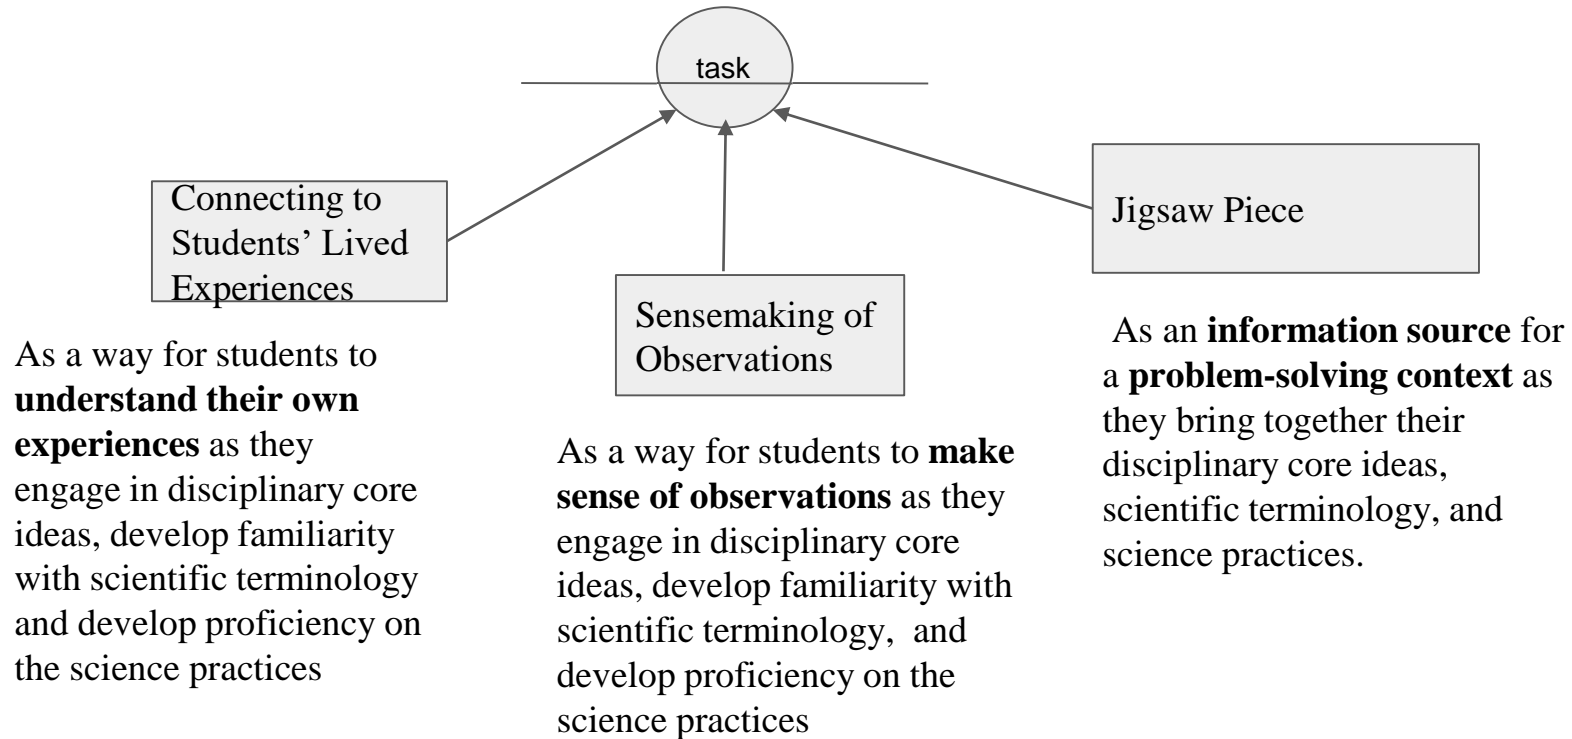 task
Connecting to
Students’ Lived
Experiences
As a way for students to
understand their own
experiences as they
engage in disciplinary core
ideas, develop familiarity
with scientific terminology
and develop proficiency on
the science practices
Sensemaking of
Observations
As a way for students to make
sense of observations as they
engage in disciplinary core
ideas, develop familiarity with
scientific terminology, and
develop proficiency on the
science practices
Jigsaw Piece
As an information source for
a problem-solving context as
they bring together their
disciplinary core ideas,
scientific terminology, and
science practices.